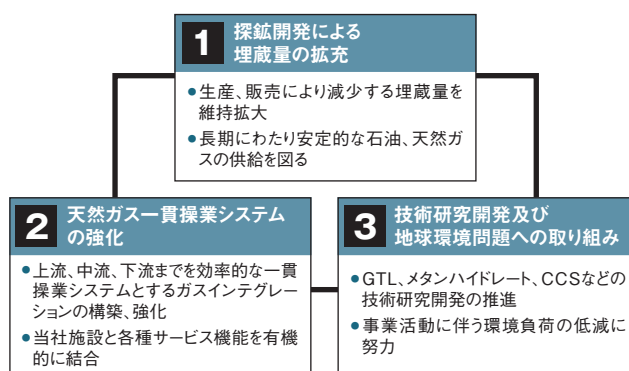 1 探鉱開発による
埋蔵量の拡充
●生産、販売により減少する埋蔵量を
維持拡大
●長期にわたり安定的な石油、天然ガ
スの供給を図る
2 天然ガス一貫操業システム
の強化
●上流、中流、下流までを効率的な一貫
操業システムとするガスインテグレー
ションの構築、強化
●当社施設と各種サービス機能を有機
的に結合
3 技術研究開発及び
地球環境問題への取り組み
●GTL、メタンハイドレート、CCSなどの
技術研究開発の推進
●事業活動に伴う環境負荷の低減に
努力